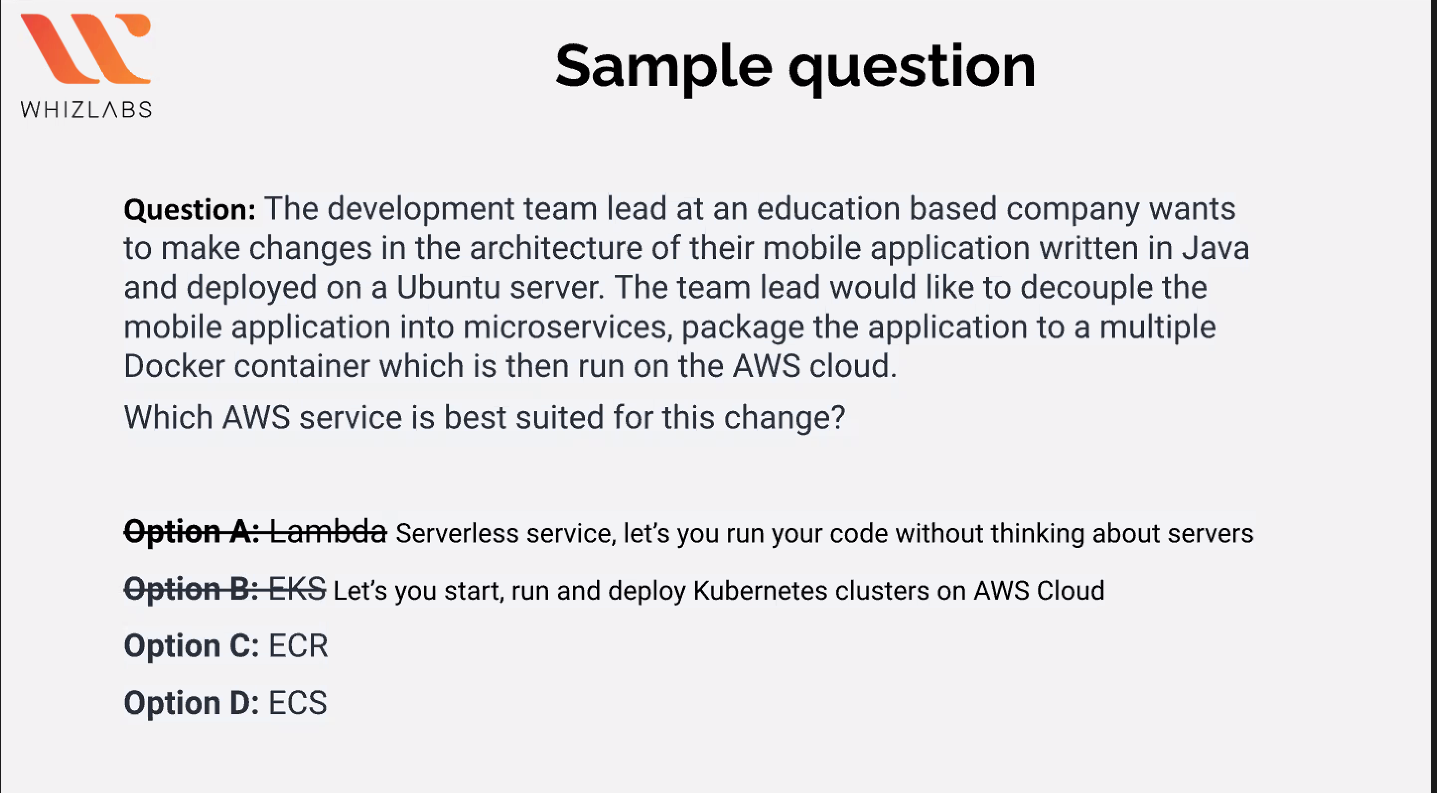 WHIZLABS
Sample question
Question: The development team lead at an education based company wants
to make changes in the architecture of their mobile application written in Java
and deployed on a Ubuntu server. The team lead would like to decouple the
mobile application into microservices, package the application to a multiple
Docker container which is then run on the AWS cloud.
Which AWS service is best suited for this change?
Option A: Lambda Serverless service, let's you run your code without thinking about servers
Option B: EKS Let's you start, run and deploy Kubernetes clusters on AWS Cloud
Option C: ECR
Option D: ECS